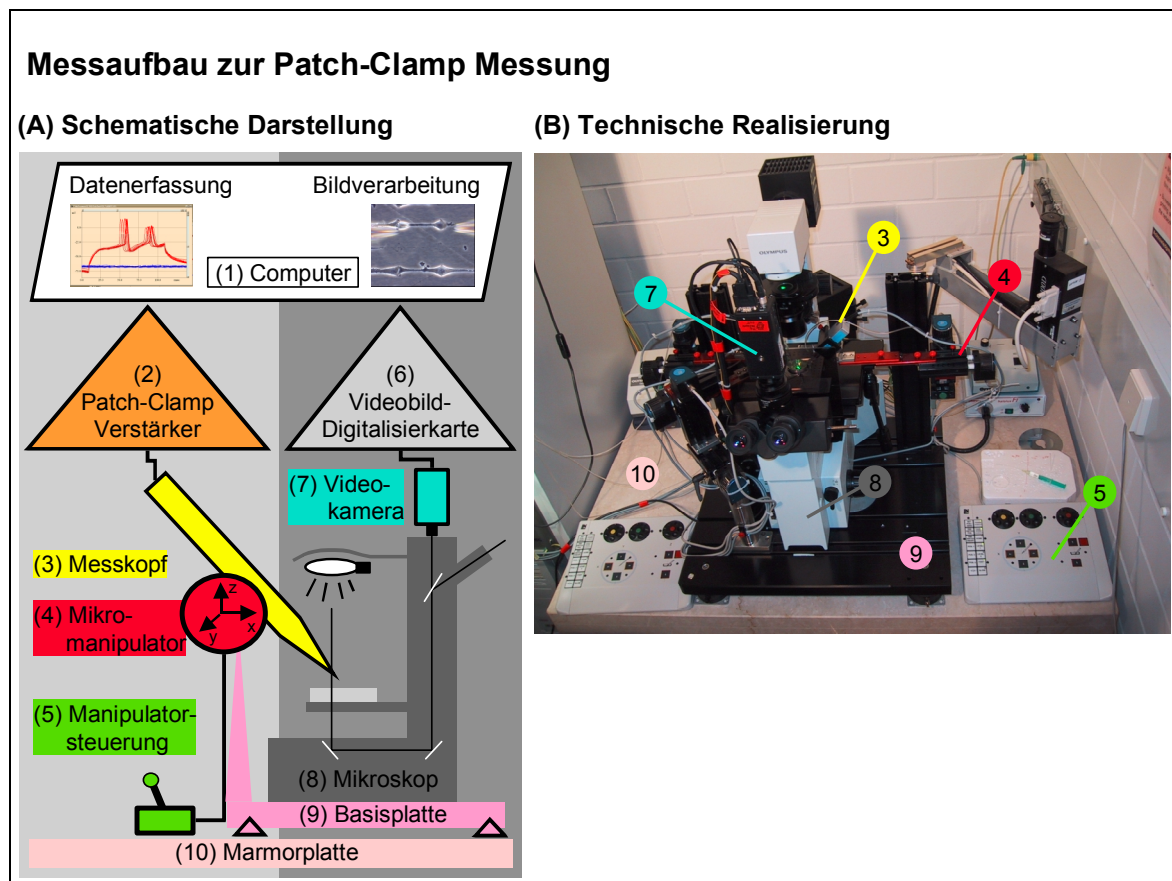 Messaufbau zur Patch-Clamp Messung
(A) Schematische Darstellung
(B) Technische Realisierung
Datenerfassung
Bildverarbeitung
(1) Computer
(2)
Patch-Clamp
Verstärker
(6)
Videobild-
Digitalisierkarte
(7) Video-
kamera
(3) Messkopf
(4) Mikro-
manipulator
z
x
y
(5) Manipulator-
steuerung
(8) Mikroskop
(9) Basisplatte
(10) Marmorplatte
OLYMPUS
3
4
7
10
8
5
9